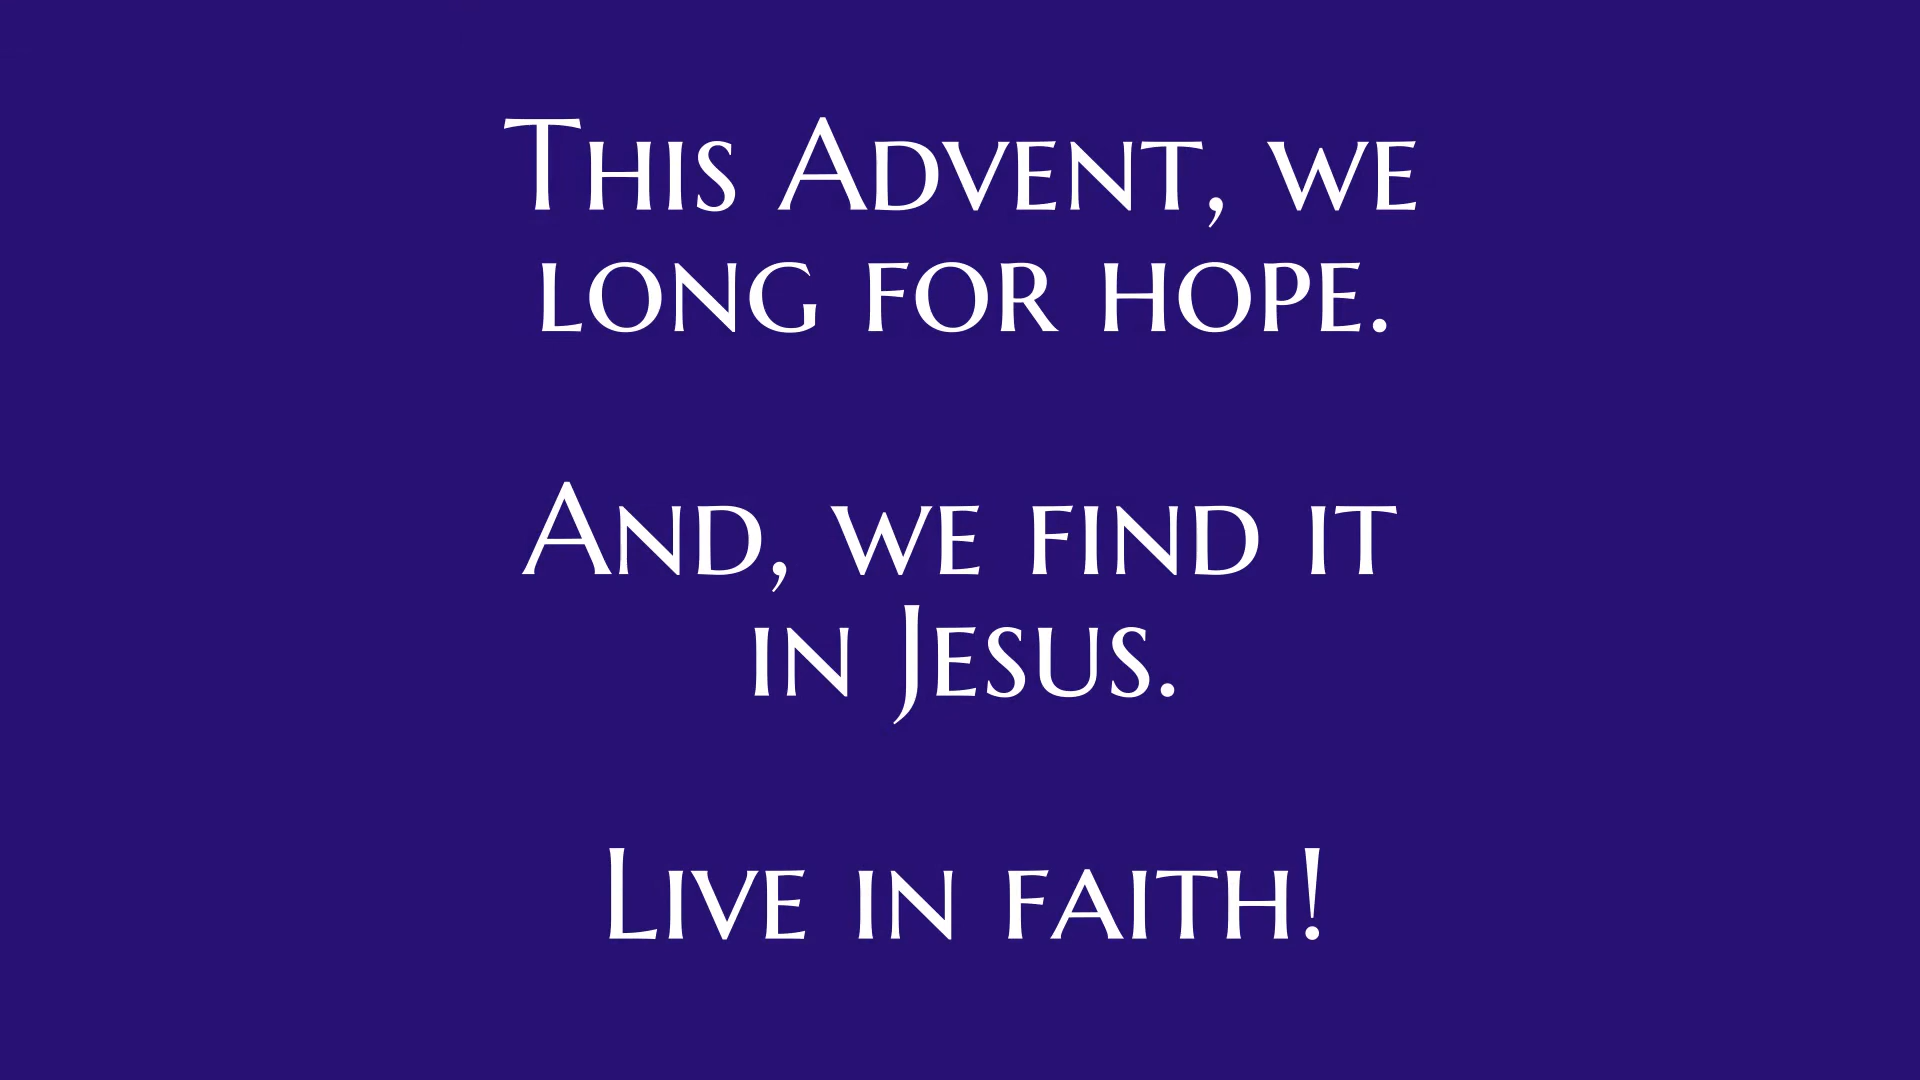 This Advent, we
long for hope.
And, we find it
in Jesus.
Live in faith!